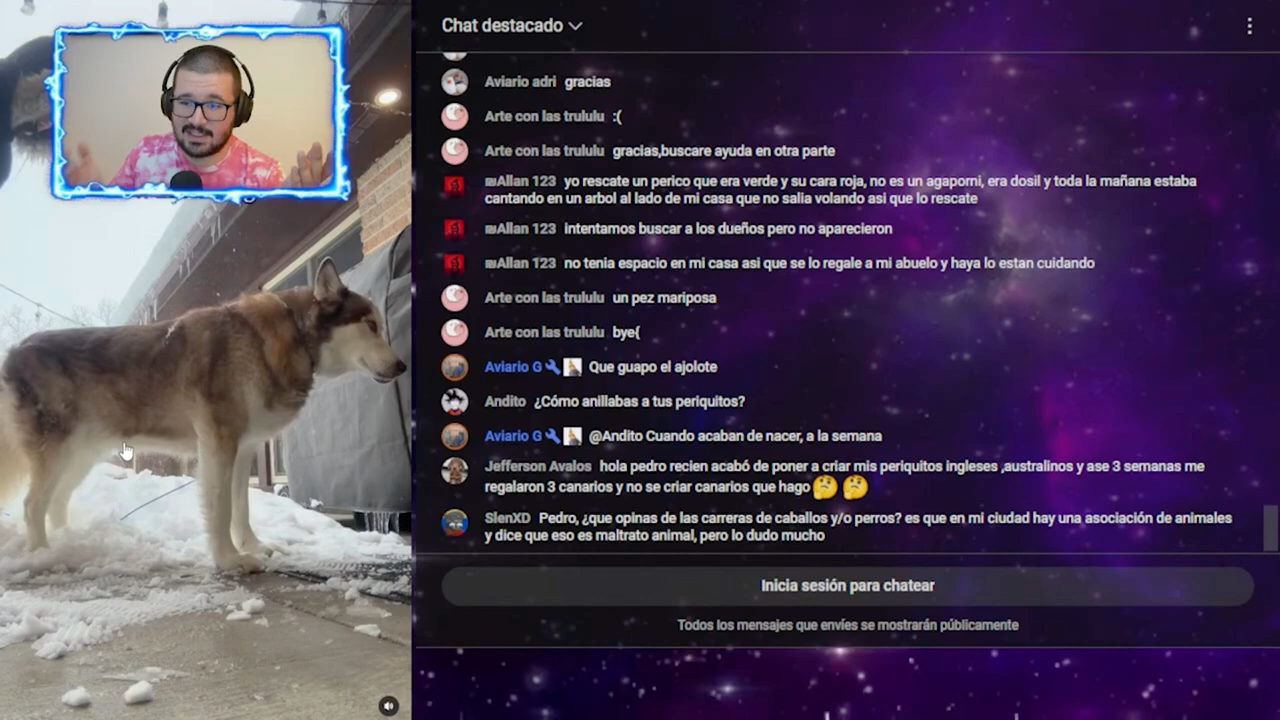 Chat destacado
Aviario adri gracias
Arte con las trululu :(
Arte con las trululu gracias,buscare ayuda en otra parte
Allan 123 yo rescate un perico que era verde y su cara roja, no es un agaporni, era dosil y toda la mañana estaba
cantando en un arbol al lado de mi casa que no salia volando asi que lo rescate
Allan 123 intentamos buscar a los dueños pero no aparecieron
Allan 123 no tenia espacio en mi casa asi que se lo regale a mi abuelo y haya lo estan cuidando
Arte con las trululu un pez mariposa
Arte con las trululu bye{
Aviario G Que guapo el ajolote
Andito ¿Cómo anillabas a tus periquitos?
Aviario G @Andito Cuando acaban de nacer, a la semana
Jefferson Avalos hola pedro recien acabó de poner a criar mis periquitos ingleses ,australinos y ase 3 semanas me
regalaron 3 canarios y no se criar canarios que hago🤔🤔
SlenXD Pedro, ¿que opinas de las carreras de caballos y/o perros? es que en mi ciudad hay una asociación de animales
y dice que eso es maltrato animal, pero lo dudo mucho
Inicia sesión para chatear
Todos los mensajes que envíes se mostrarán públicamente